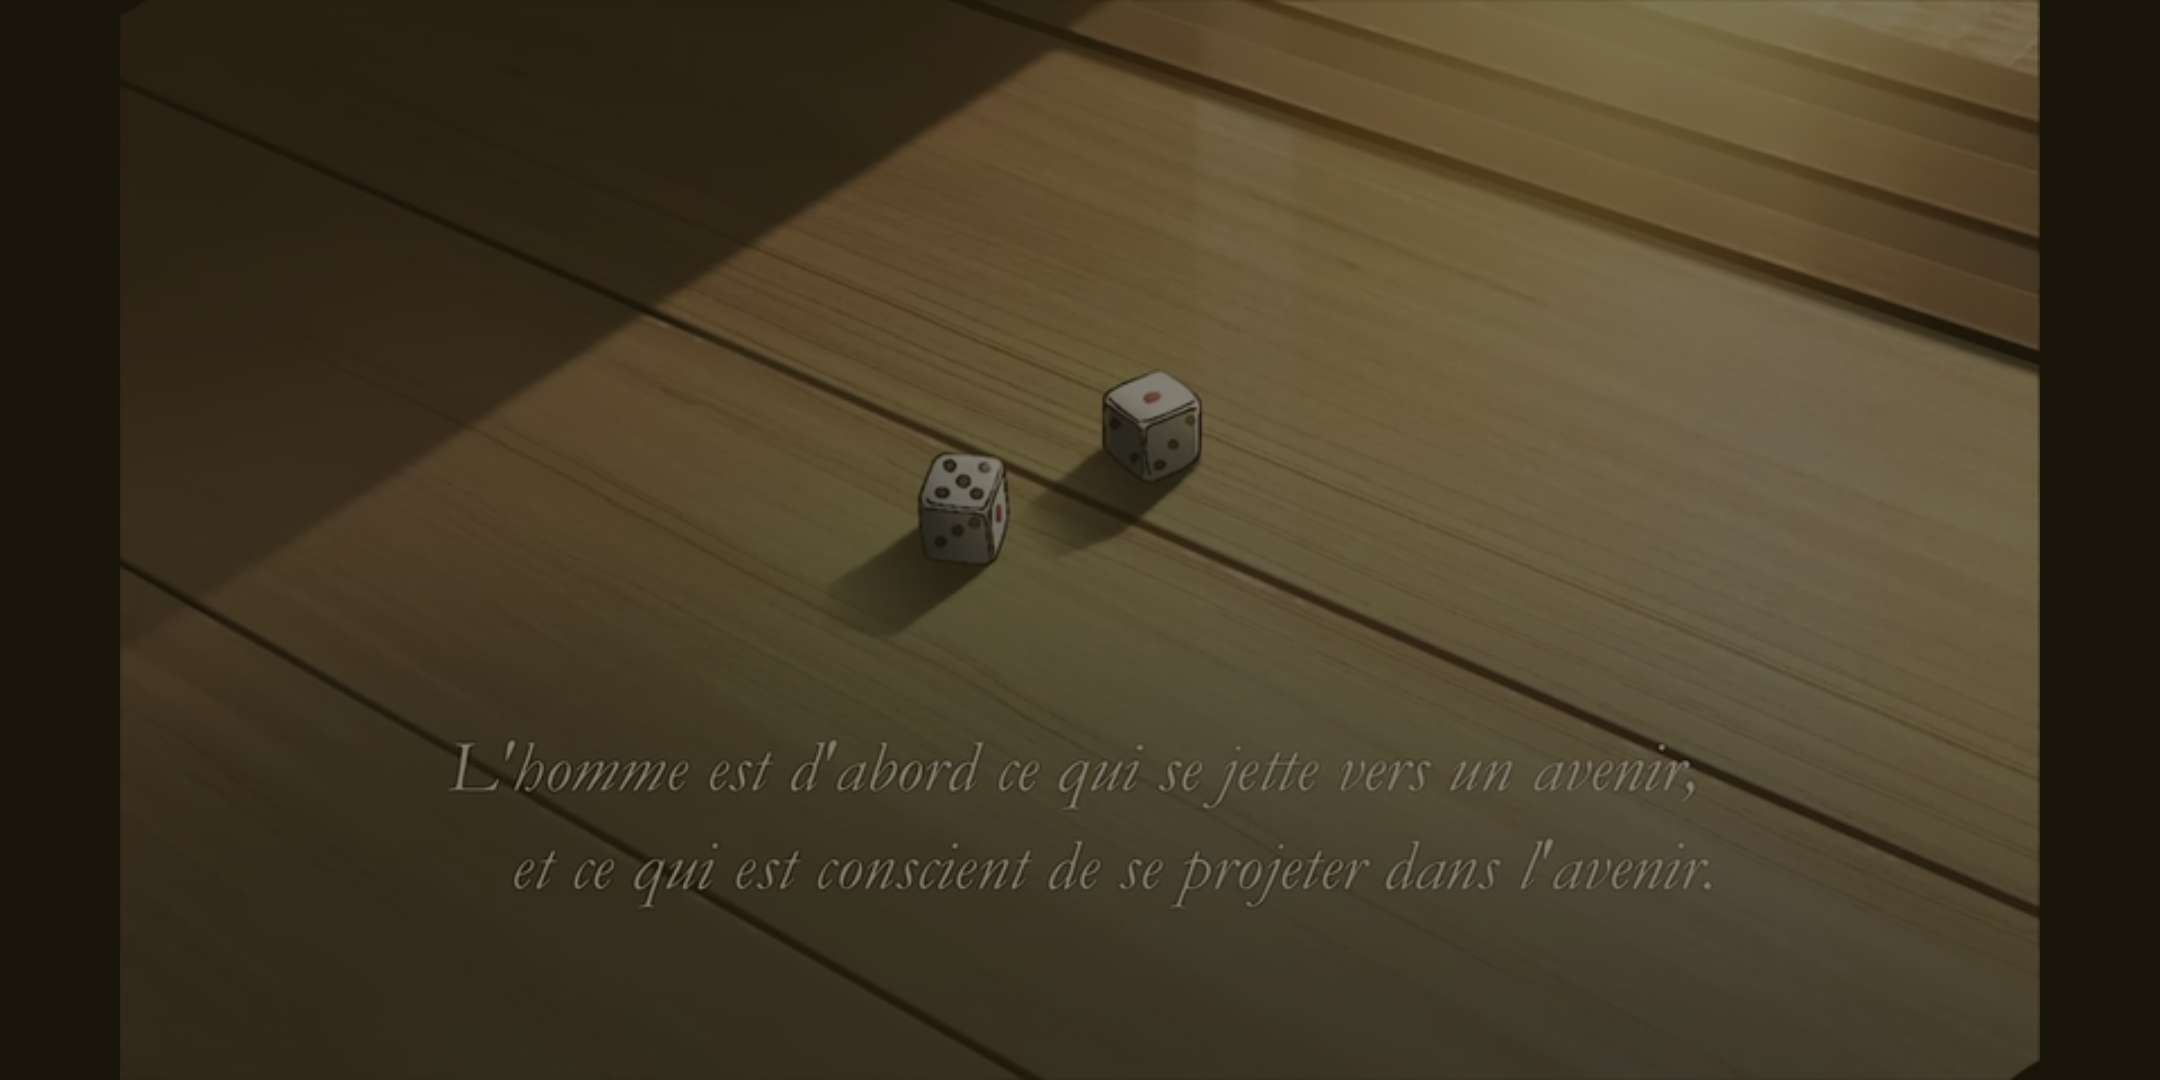 L'homme est d'abord ce qui se jette vers un avenir,
et ce qui est conscient de se projeter dans l'avenir.